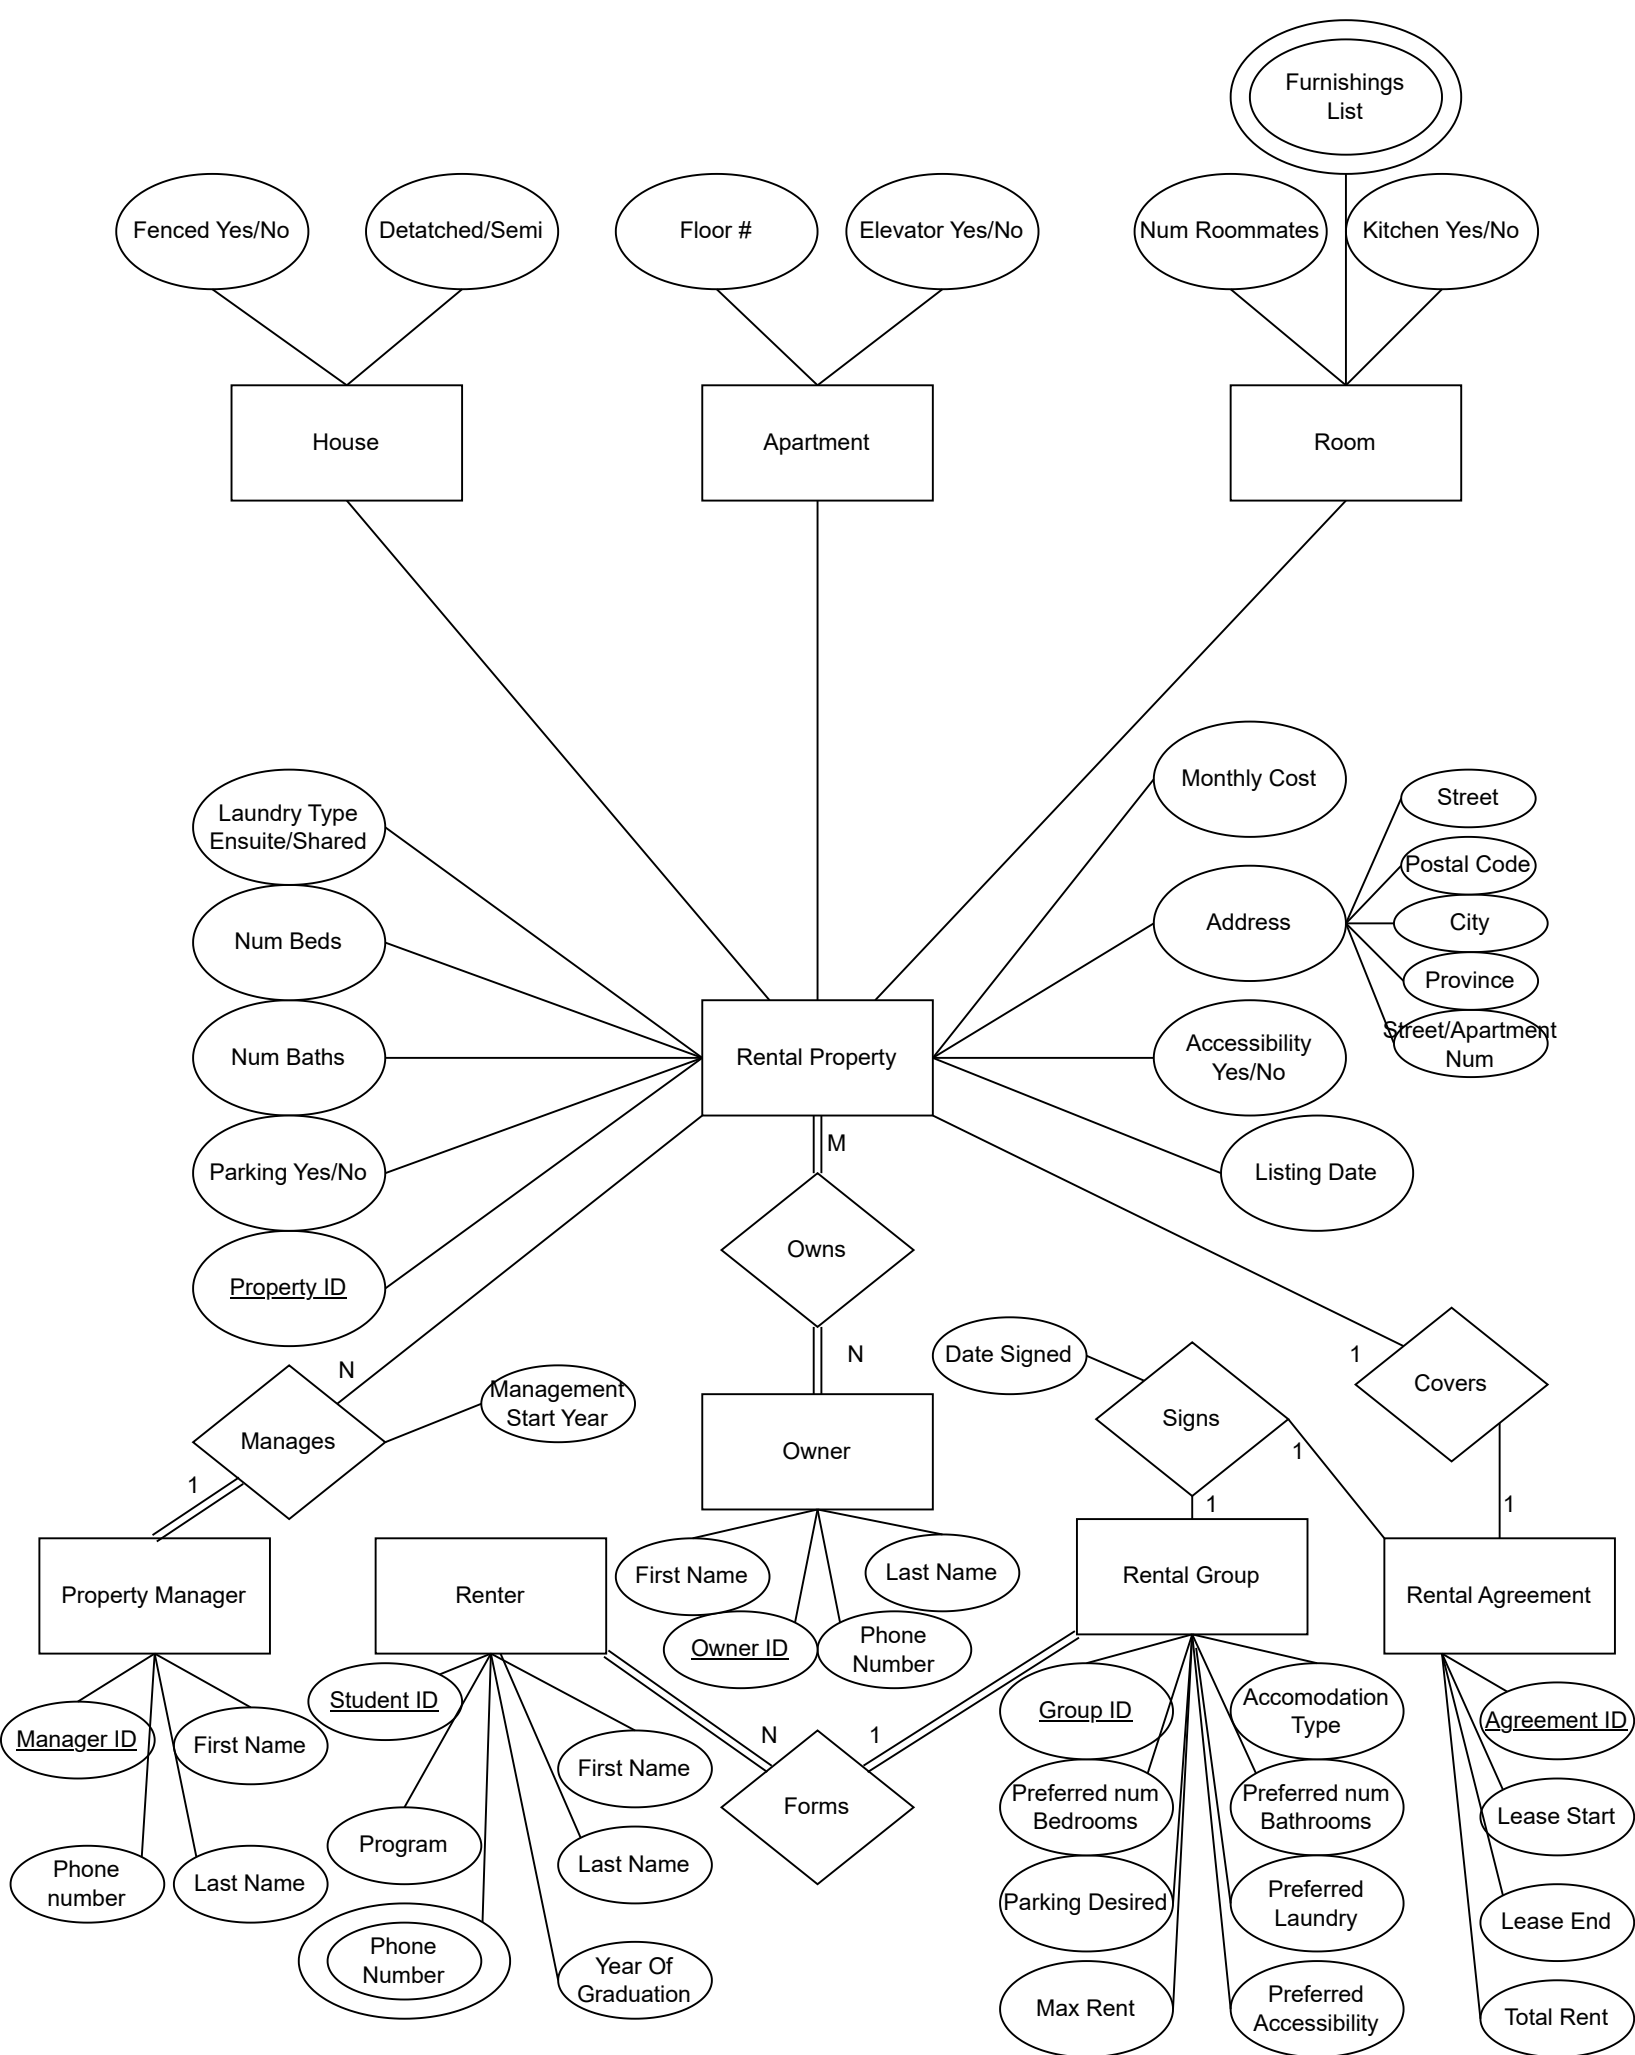 Furnishings
List
Fenced Yes/No
Detatched/Semi
Floor #
Elevator Yes/No
Num Roommates
Kitchen Yes/No
House
Apartment
Room
Monthly Cost
Street
Laundry Type
Ensuite/Shared
Postal Code
Num Beds
Address
City
Province
Num Baths
Rental Property
Accessibility
Yes/No
Street/Apartment
Num
M
Parking Yes/No
Listing Date
Owns
Property ID
N
N
Date Signed
1
Management
Start Year
Manages
Owner
Signs
Covers
1
1
1
1
Property Manager
Renter
First Name
Last Name
Rental Group
Rental Agreement
Owner ID
Phone
Number
Student ID
Manager ID
First Name
N
1
Group ID
Accomodation
Type
Agreement ID
First Name
Forms
Preferred num
Bedrooms
Preferred num
Bathrooms
Lease Start
Program
Last Name
Phone
number
Last Name
Parking Desired
Preferred
Laundry
Lease End
Phone
Number
Year Of
Graduation
Max Rent
Preferred
Accessibility
Total Rent